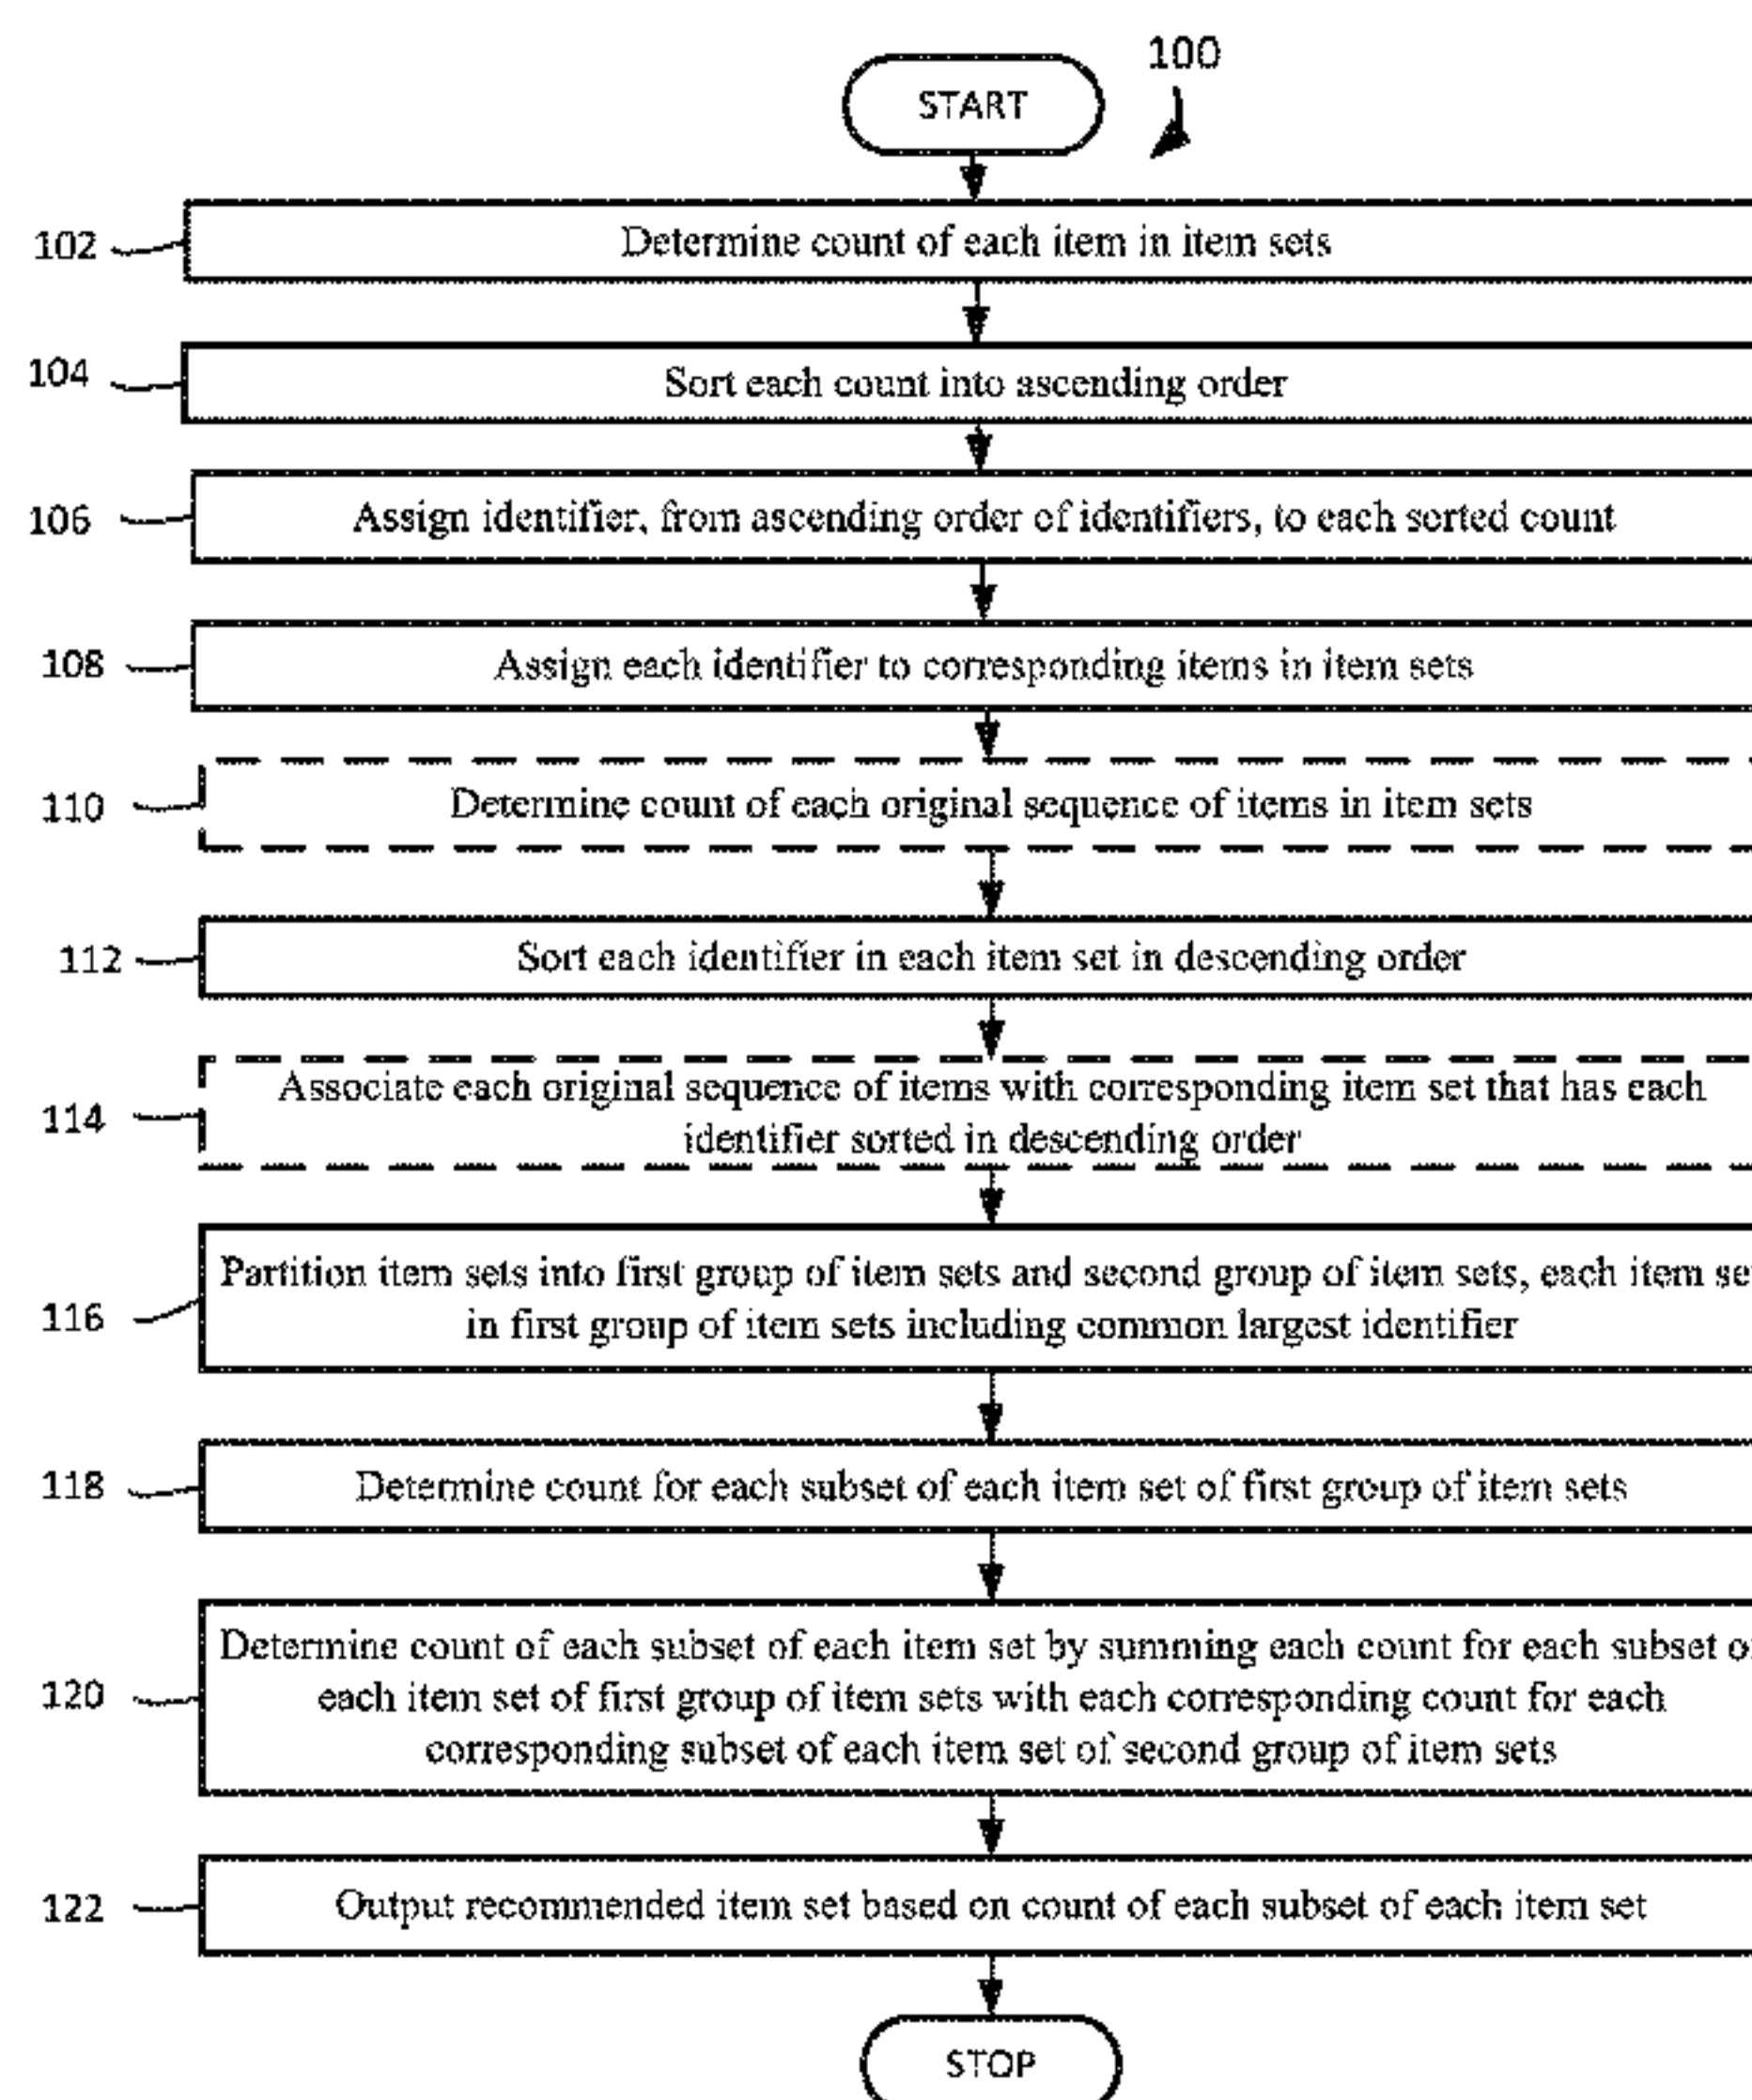 100
START
102
Determine count of each item in item sets
104
Sort each count into ascending order
106
Assign identifier, from ascending order of identifiers, to each sorted count
108
Assign each identifier to corresponding items in item sets
110
Determine count of each original sequence of items in item sets
112
Sort each identifier in each item set in descending order
114
Associate each original sequence of items with corresponding item set that has each
identifier sorted in descending order
116
Partition item sets into first group of item sets and second group of item sets, each item
in first group of item sets including common largest identifier
118
Determine count for each subset of each item set of first group of item sets
120
Determine count of each subset of each item set by summing each count for each subset
each item set of first group of item sets with each corresponding count for each
corresponding subset of each item set of second group of item sets
122
Output recommended item set based on count of each subset of each item set
STOP